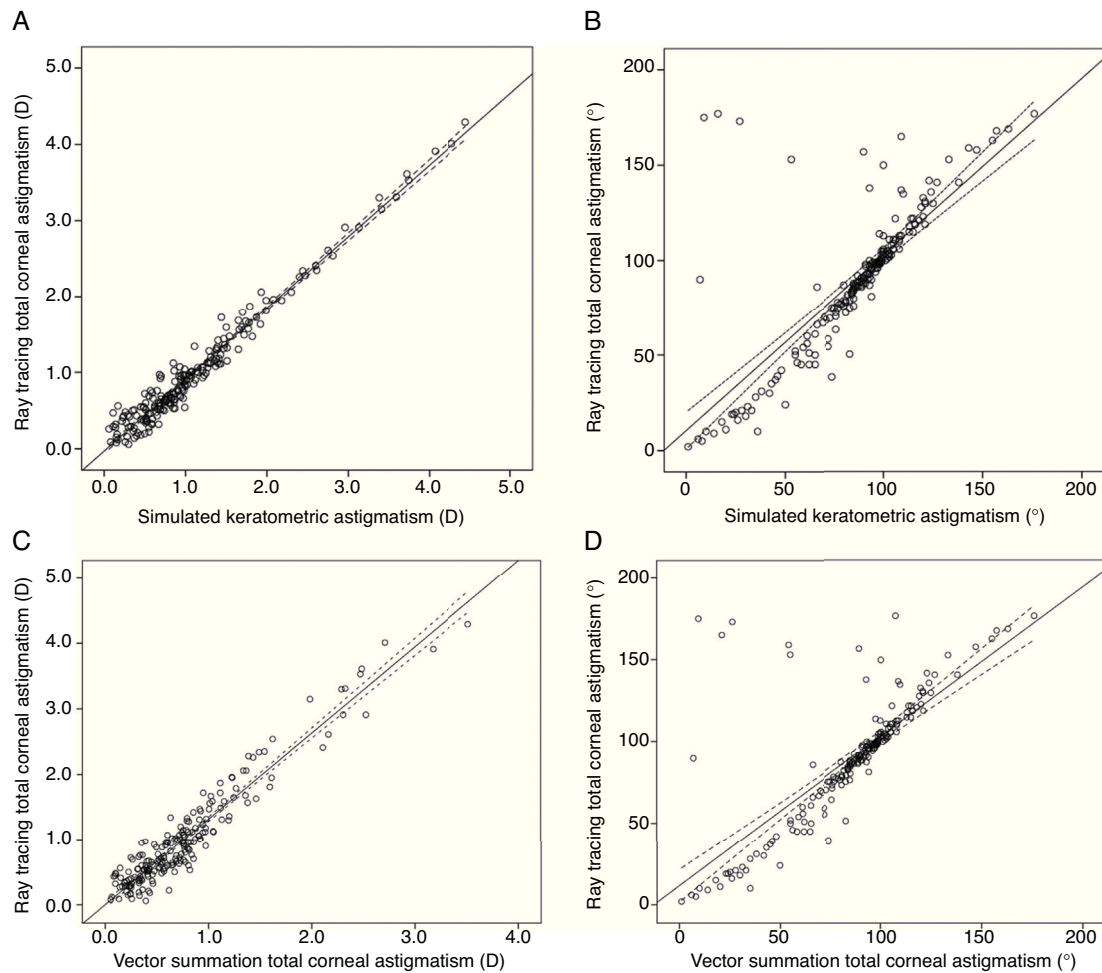 A
Ray tracing total corneal astigmatism (D)
5.0
4.0
3.0
2.0
1.0
0.0
0.0 1.0 2.0 3.0 4.0 5.0
Simulated keratometric astigmatism (D)
B
Ray tracing total corneal astigmatism (°)
200
150
100
50
0
0 50 100 150 200
Simulated keratometric astigmatism (°)
C
Ray tracing total corneal astigmatism (D)
5.0
4.0
3.0
2.0
1.0
0.0
0.0 1.0 2.0 3.0 4.0
Vector summation total corneal astigmatism (D)
D
Ray tracing total corneal astigmatism (°)
200
150
100
50
0
0 50 100 150 200
Vector summation total corneal astigmatism (°)